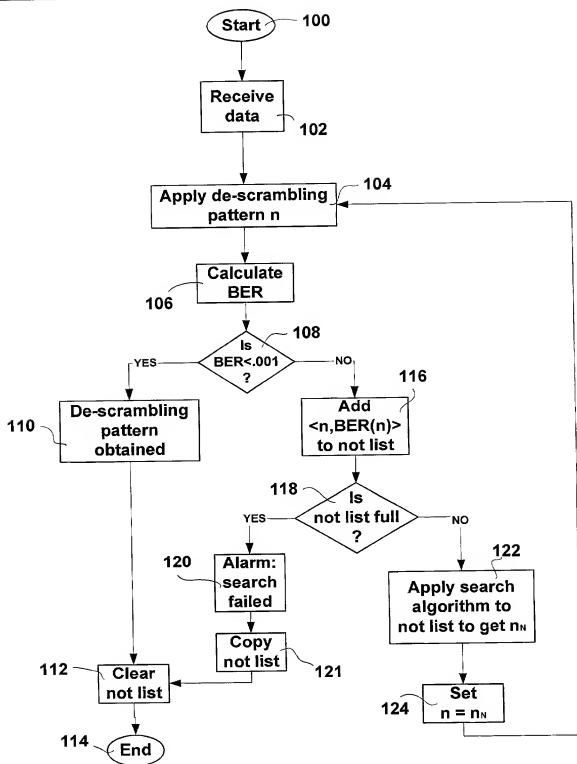 Start
100
Receive
data
102
104
Apply de-scrambling
pattern n
Calculate
BER
106
108
Is
BER<.001
?
YES
NO
110
De-scrambling
pattern
obtained
116
Add
<n,BER(n)>
to not list
118
Is
not list full
?
YES
NO
120
Alarm:
search
failed
122
Apply search
algorithm to
not list to get nN
Copy
not list
121
112
Clear
not list
124
Set
n = nN
114
End